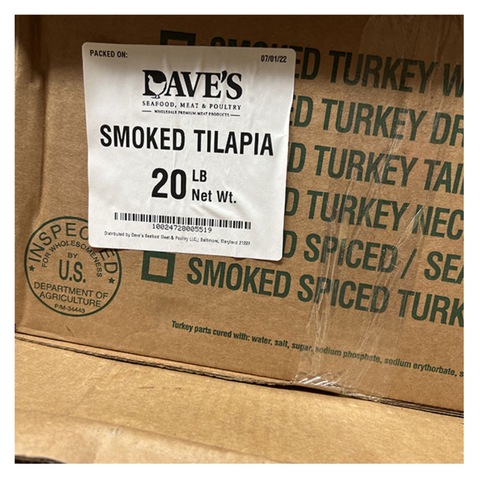 PACKED ON: 07/01/22
DAVE'S
SEAFOOD, MEAT & POULTRY
WHOLESALE PREMIUM MEAT PRODUCTS
SMOKED TILAPIA
20 LB
Net Wt.
10024728005519
Distributed by Dave's Seafood Meat & Poultry LLC; Baltimore, Maryland 21227
SMOKED TURKEY W
D TURKEY DR
D TURKEY TAI
D TURKEY NEC
D SPICED / SEA
SMOKED SPICED TURK
INSPECTED
FOR WHOLESOMENESS
BY
U.S.
DEPARTMENT OF
AGRICULTURE
P/M-34443
Turkey parts cured with: water, salt, sugar, sodium phosphate, sodium erythorbate, s